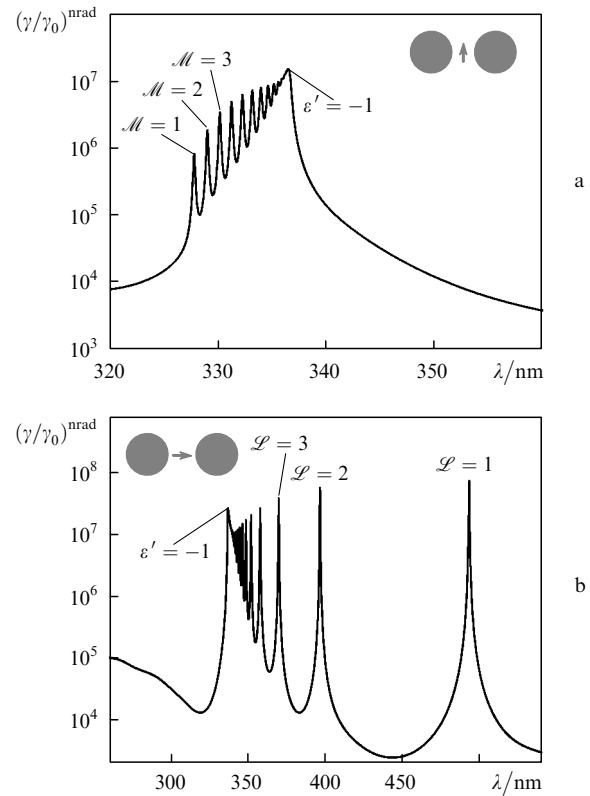 (γ/γ₀)ⁿʳᵃᵈ
10⁷
10⁶
10⁵
10⁴
10³
ℳ = 3
ℳ = 2
ℳ = 1
ε′ = −1
a
320
330
340
350
λ/nm
(γ/γ₀)ⁿʳᵃᵈ
10⁸
10⁷
10⁶
10⁵
10⁴
ℒ = 3
ℒ = 2
ℒ = 1
ε′ = −1
b
300
350
400
450
λ/nm